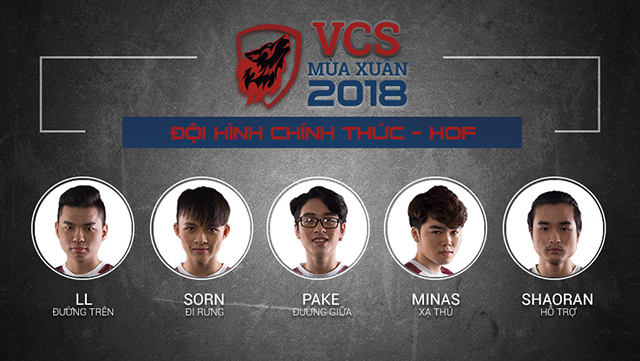 VCS
MÙA XUÂN
2018
ĐỘI HÌNH CHÍNH THỨC - HOF
LL
ĐƯỜNG TRÊN
SORN
ĐI RỪNG
PAKE
ĐƯỜNG GIỮA
MINAS
XẠ THỦ
SHAORAN
HỖ TRỢ